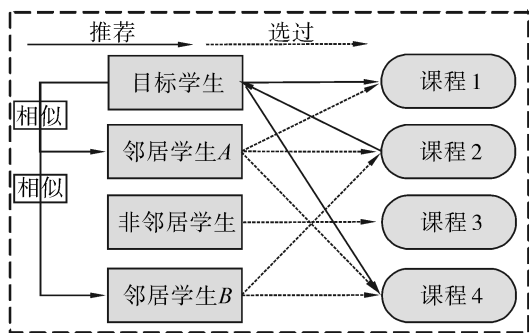 推荐 选过
目标学生 课程1
相似
邻居学生A 课程2
相似
非邻居学生 课程3
邻居学生B 课程4